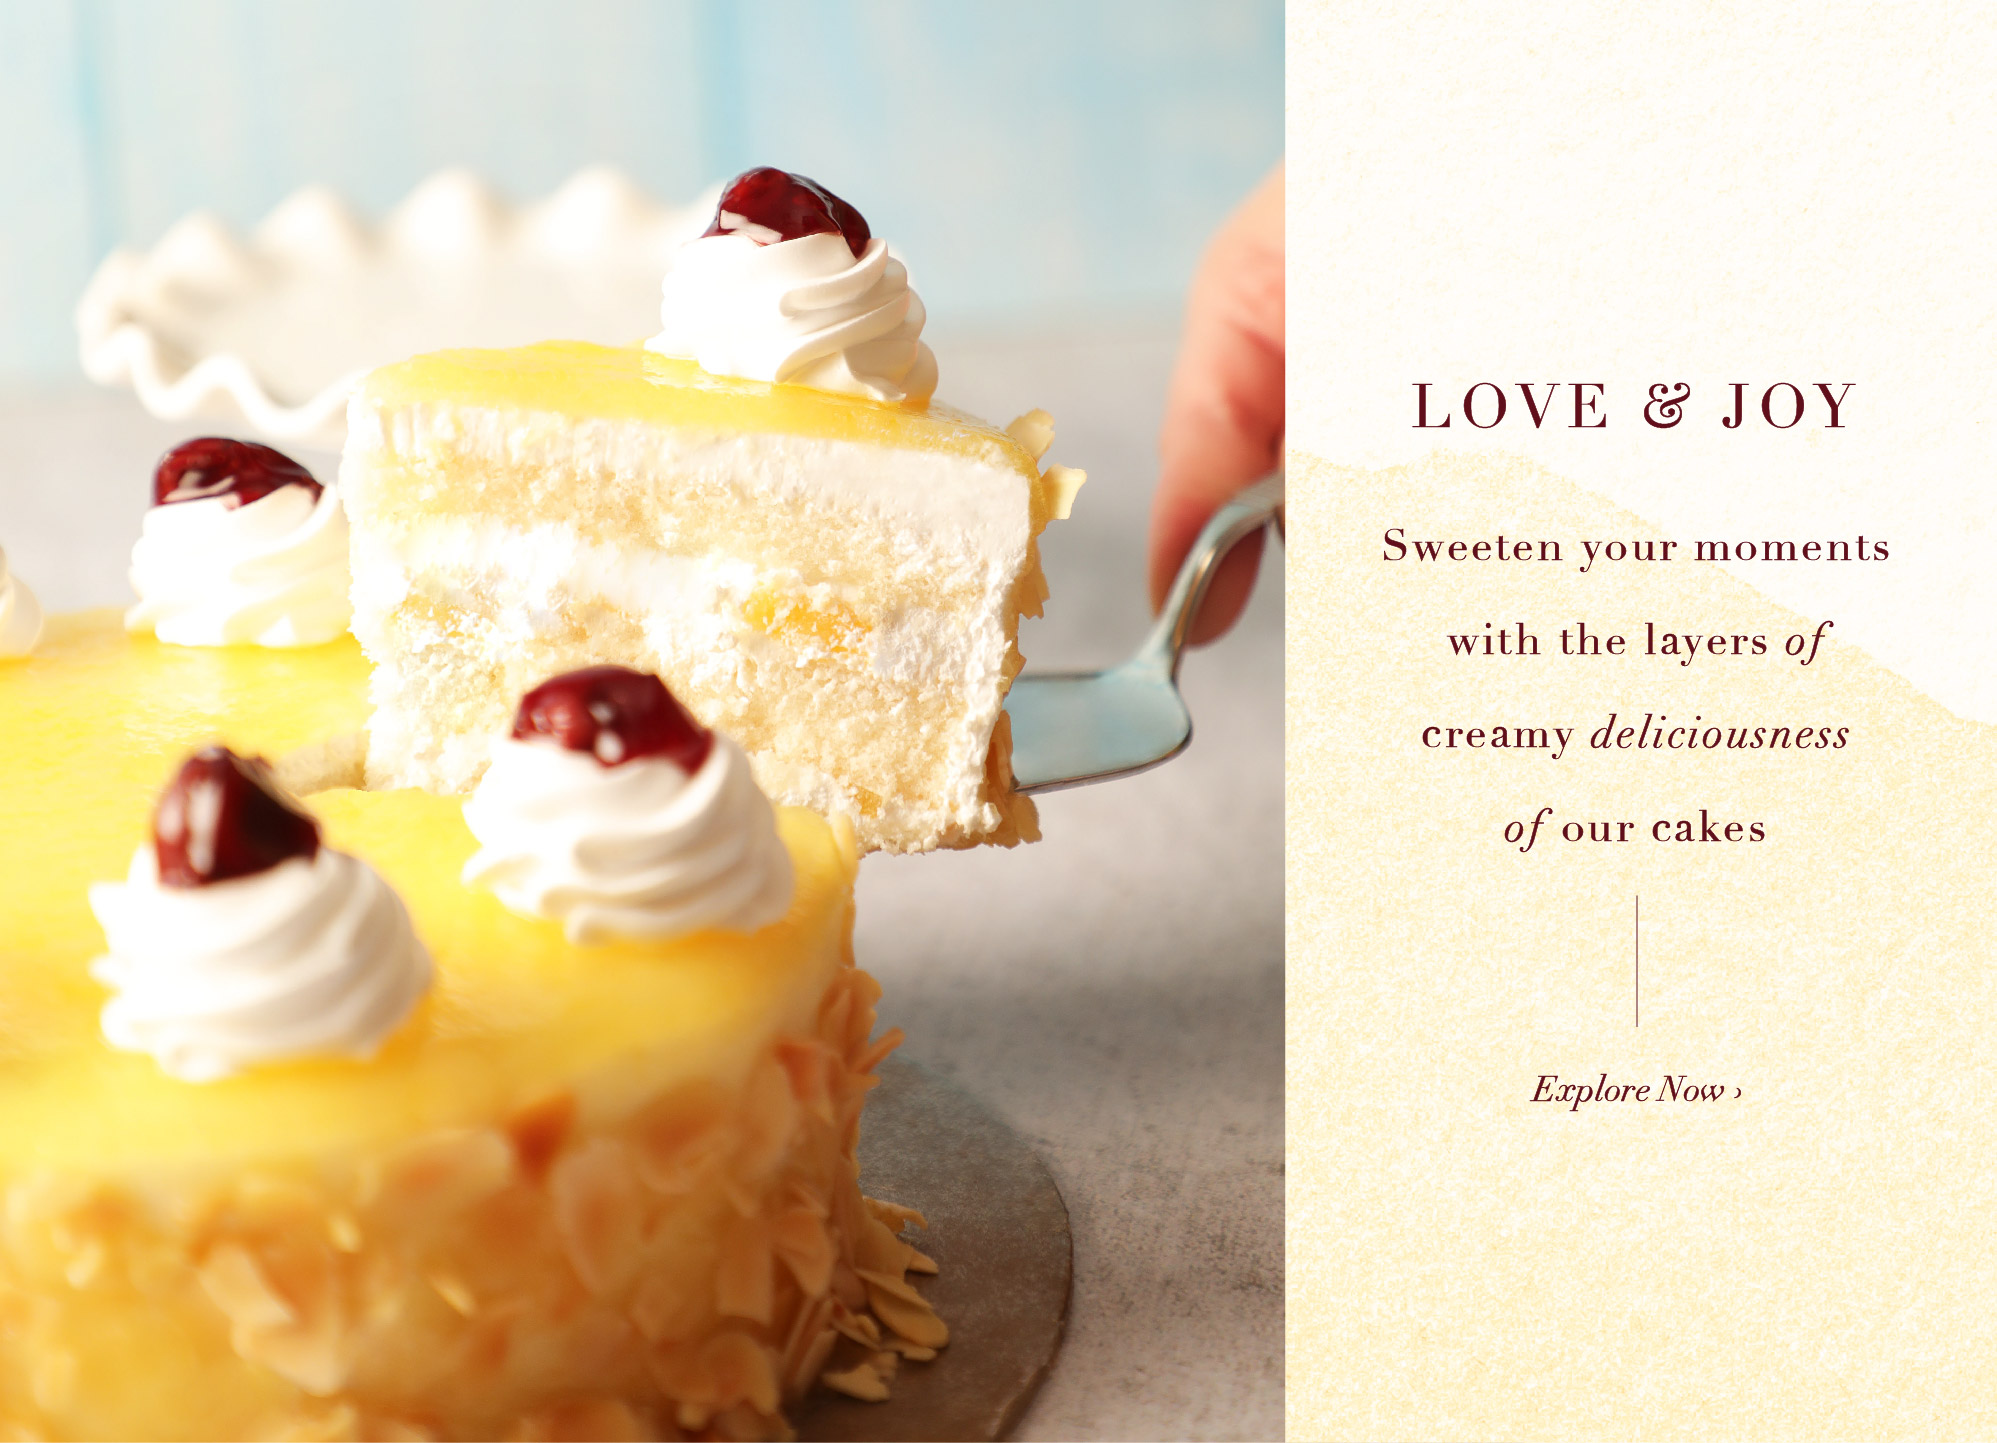 LOVE & JOY
Sweeten your moments
with the layers of
creamy deliciousness
of our cakes
Explore Now ›